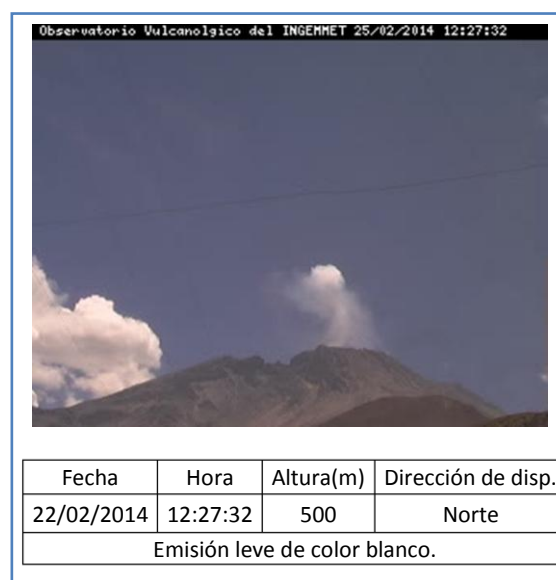 Observatorio Vulcanolgico del INGEMMET 25/02/2014 12:27:32
Fecha Hora Altura(m) Dirección de disp.
22/02/2014 12:27:32 500 Norte
Emisión leve de color blanco.